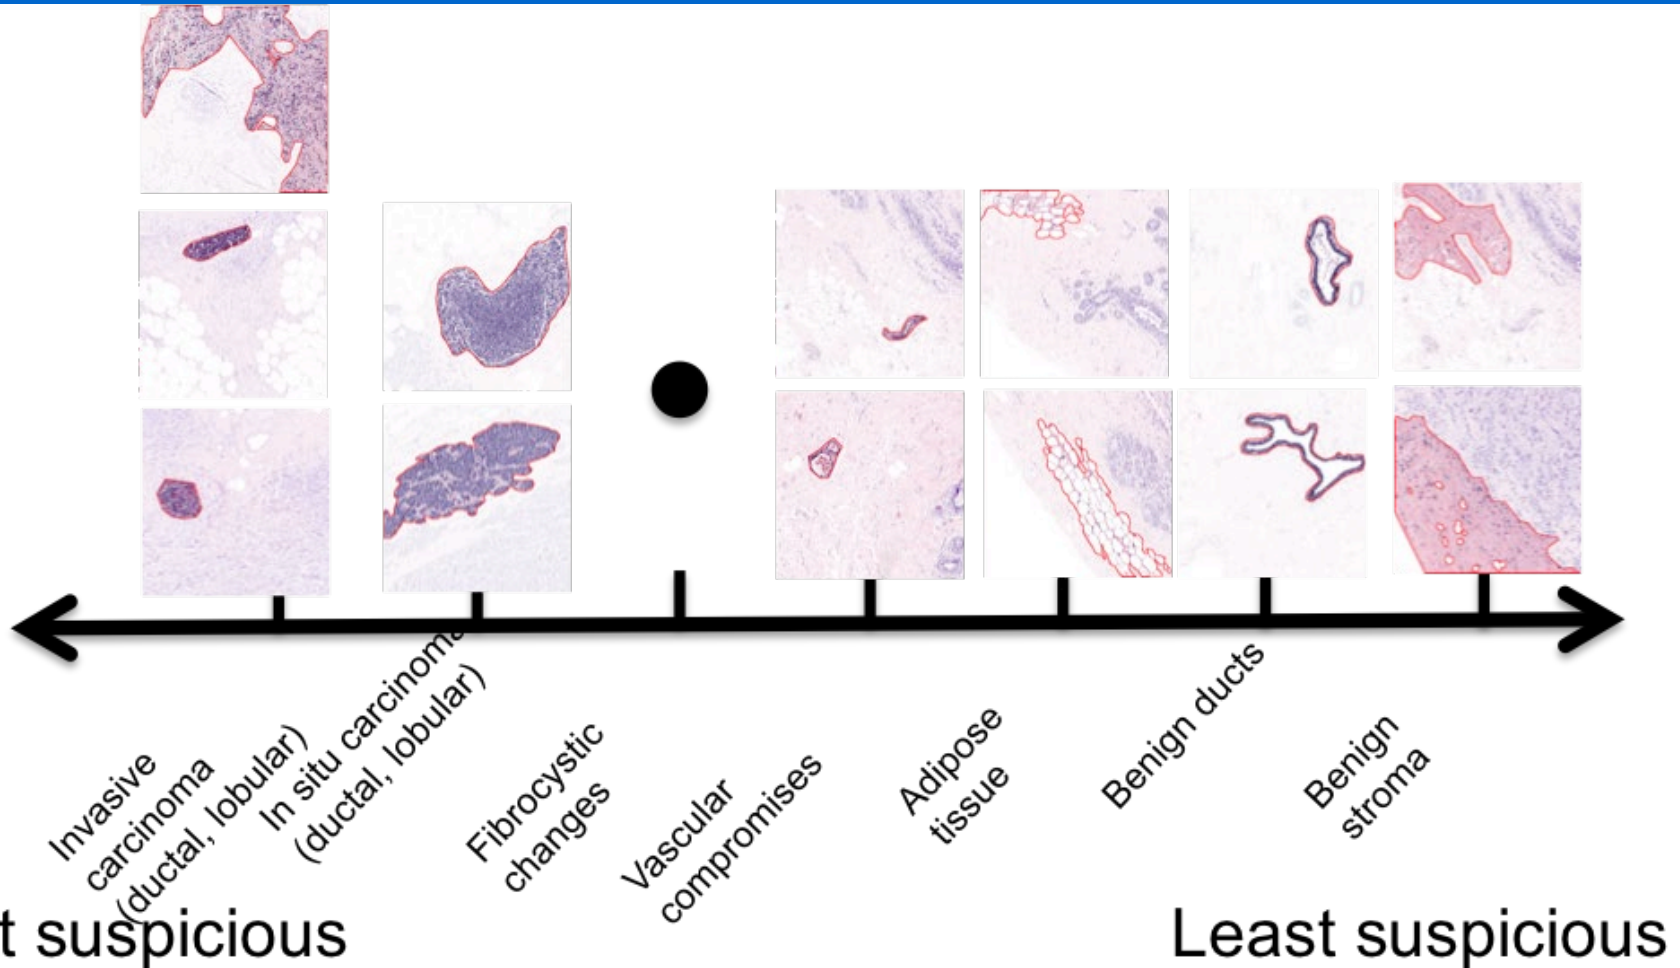 Invasive
carcinoma
(ductal, lobular)
In situ carcinoma
(ductal, lobular)
Fibrocystic
changes
Vascular
compromises
Adipose
tissue
Benign ducts
Benign
stroma
t suspicious
Least suspicious